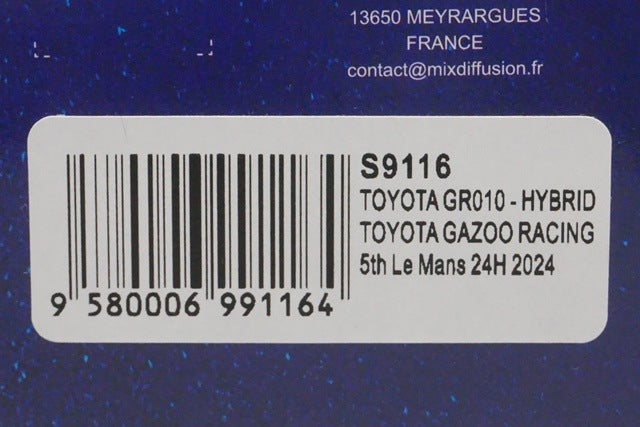 13650 MEYRARGUES
FRANCE
contact@mixdiffusion.fr
S9116
TOYOTA GR010 - HYBRID
TOYOTA GAZOO RACING
5th Le Mans 24H 2024
9 580006 991164